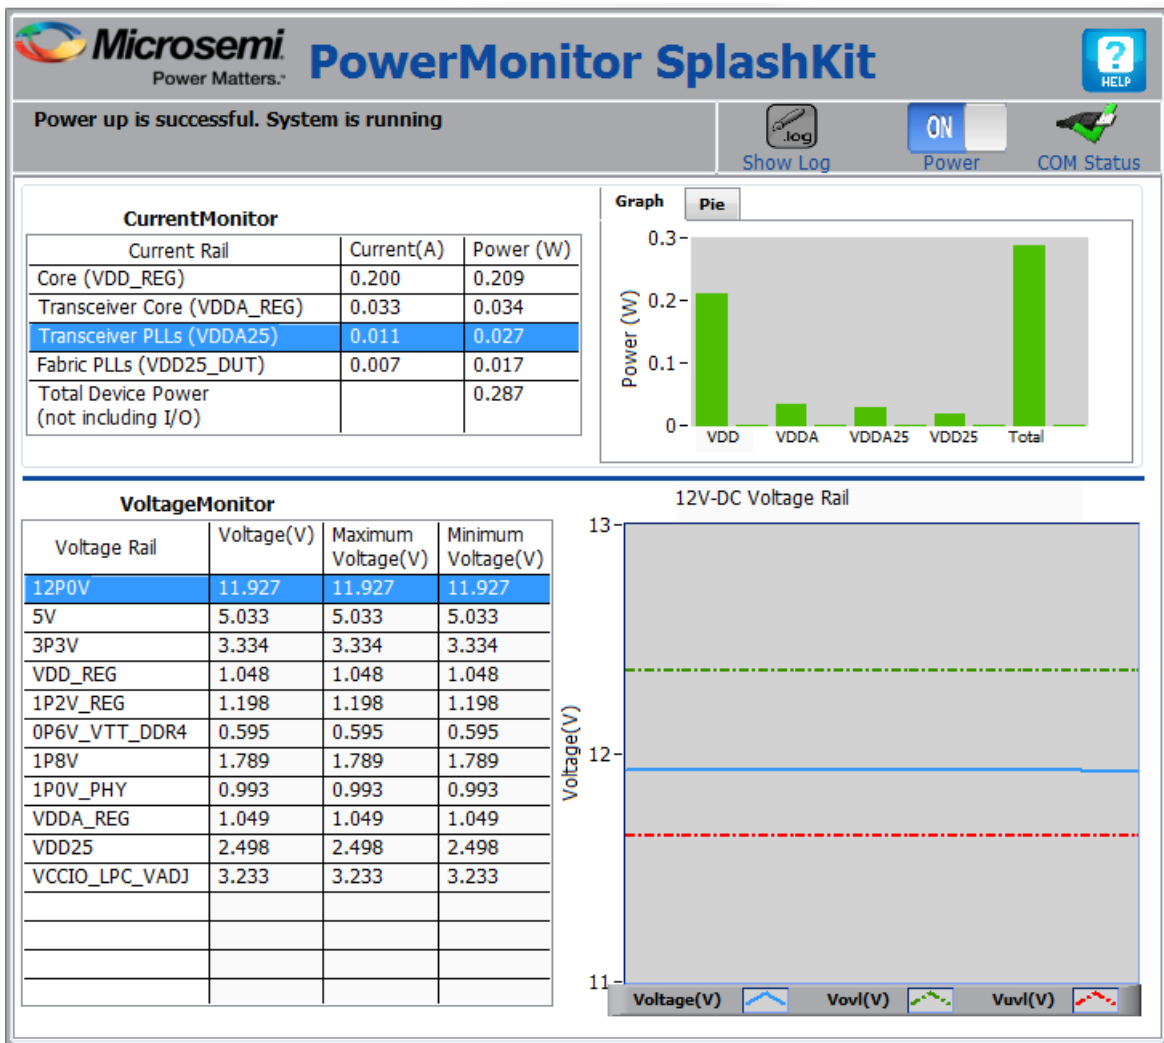 Microsemi.
Power Matters.™
PowerMonitor SplashKit
HELP
Power up is successful. System is running
.log
Show Log
ON
Power
COM Status
CurrentMonitor
Current Rail Current(A) Power (W)
Core (VDD_REG) 0.200 0.209
Transceiver Core (VDDA_REG) 0.033 0.034
Transceiver PLLs (VDDA25) 0.011 0.027
Fabric PLLs (VDD25_DUT) 0.007 0.017
Total Device Power 0.287
(not including I/O)
Graph Pie
Power (W)
0.3
0.2
0.1
0
VDD VDDA VDDA25 VDD25 Total
VoltageMonitor
Voltage Rail Voltage(V) Maximum Voltage(V) Minimum Voltage(V)
12P0V 11.927 11.927 11.927
5V 5.033 5.033 5.033
3P3V 3.334 3.334 3.334
VDD_REG 1.048 1.048 1.048
1P2V_REG 1.198 1.198 1.198
0P6V_VTT_DDR4 0.595 0.595 0.595
1P8V 1.789 1.789 1.789
1P0V_PHY 0.993 0.993 0.993
VDDA_REG 1.049 1.049 1.049
VDD25 2.498 2.498 2.498
VCCIO_LPC_VADJ 3.233 3.233 3.233
12V-DC Voltage Rail
Voltage(V)
13
12
11
Voltage(V) Vovl(V) Vuvl(V)